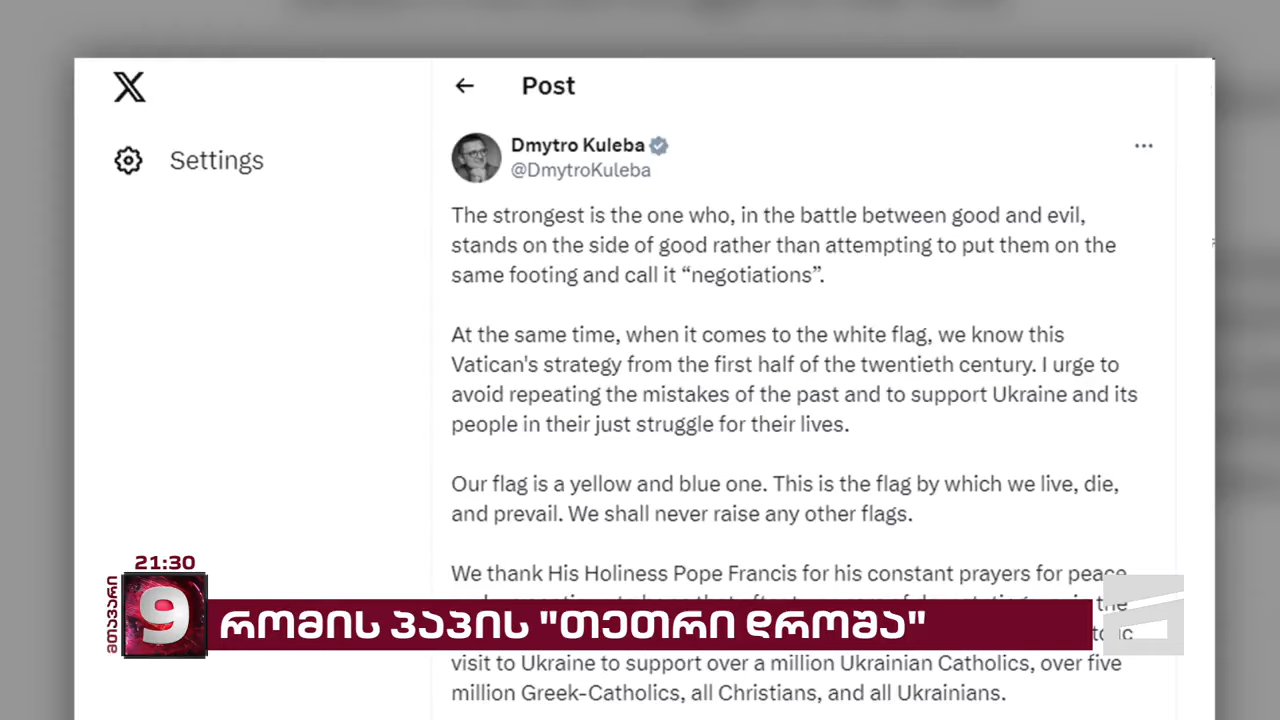 Post
Settings
Dmytro Kuleba
@DmytroKuleba
The strongest is the one who, in the battle between good and evil,
stands on the side of good rather than attempting to put them on the
same footing and call it “negotiations”.
At the same time, when it comes to the white flag, we know this
Vatican's strategy from the first half of the twentieth century. I urge to
avoid repeating the mistakes of the past and to support Ukraine and its
people in their just struggle for their lives.
Our flag is a yellow and blue one. This is the flag by which we live, die,
and prevail. We shall never raise any other flags.
We thank His Holiness Pope Francis for his constant prayers for peace
the
visit to Ukraine to support over a million Ukrainian Catholics, over five
million Greek-Catholics, all Christians, and all Ukrainians.
21:30
მთავარი
9
რომის პაპის "თეთრი დროშა"